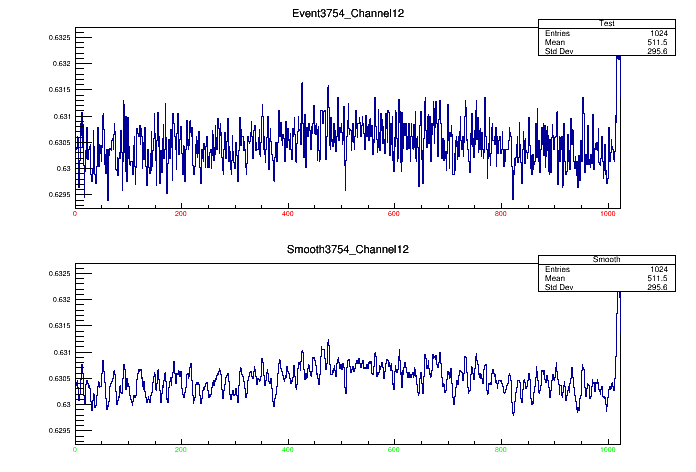 Event3754_Channel12
Test
Entries 1024
Mean 511.5
Std Dev 295.6
0.6325
0.632
0.6315
0.631
0.6305
0.63
0.6295
0 200 400 600 800 1000
Smooth3754_Channel12
Smooth
Entries 1024
Mean 511.5
Std Dev 295.6
0.6325
0.632
0.6315
0.631
0.6305
0.63
0.6295
0 200 400 600 800 1000